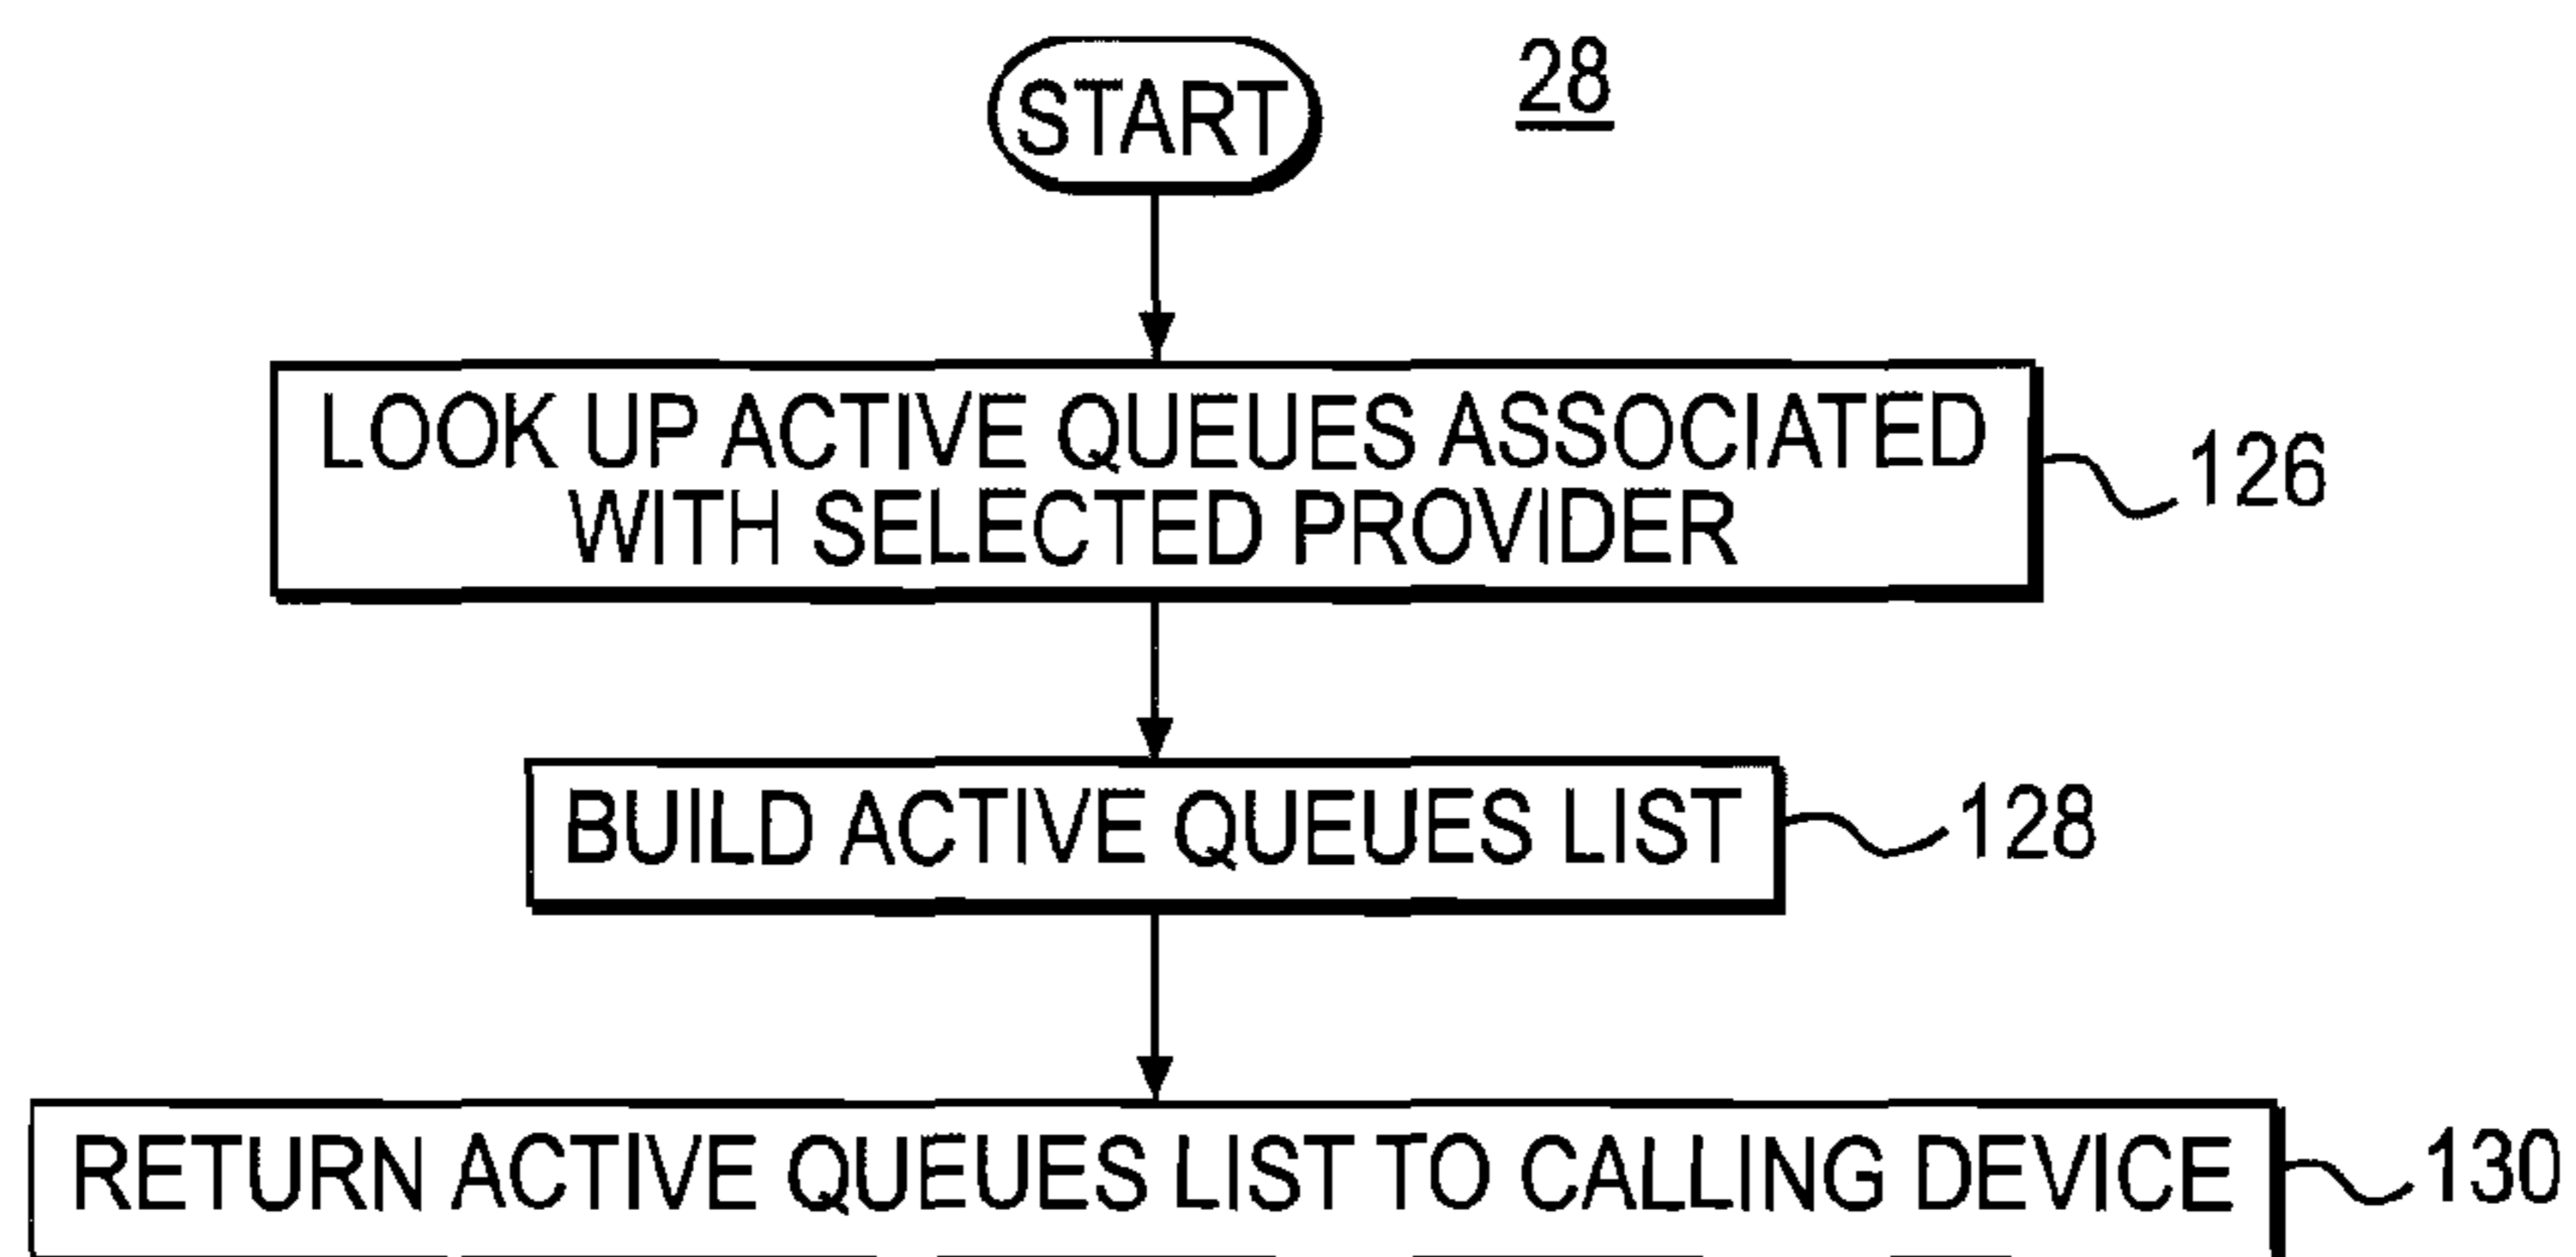 START
28
LOOK UP ACTIVE QUEUES ASSOCIATED
WITH SELECTED PROVIDER
126
BUILD ACTIVE QUEUES LIST
128
RETURN ACTIVE QUEUES LIST TO CALLING DEVICE
130